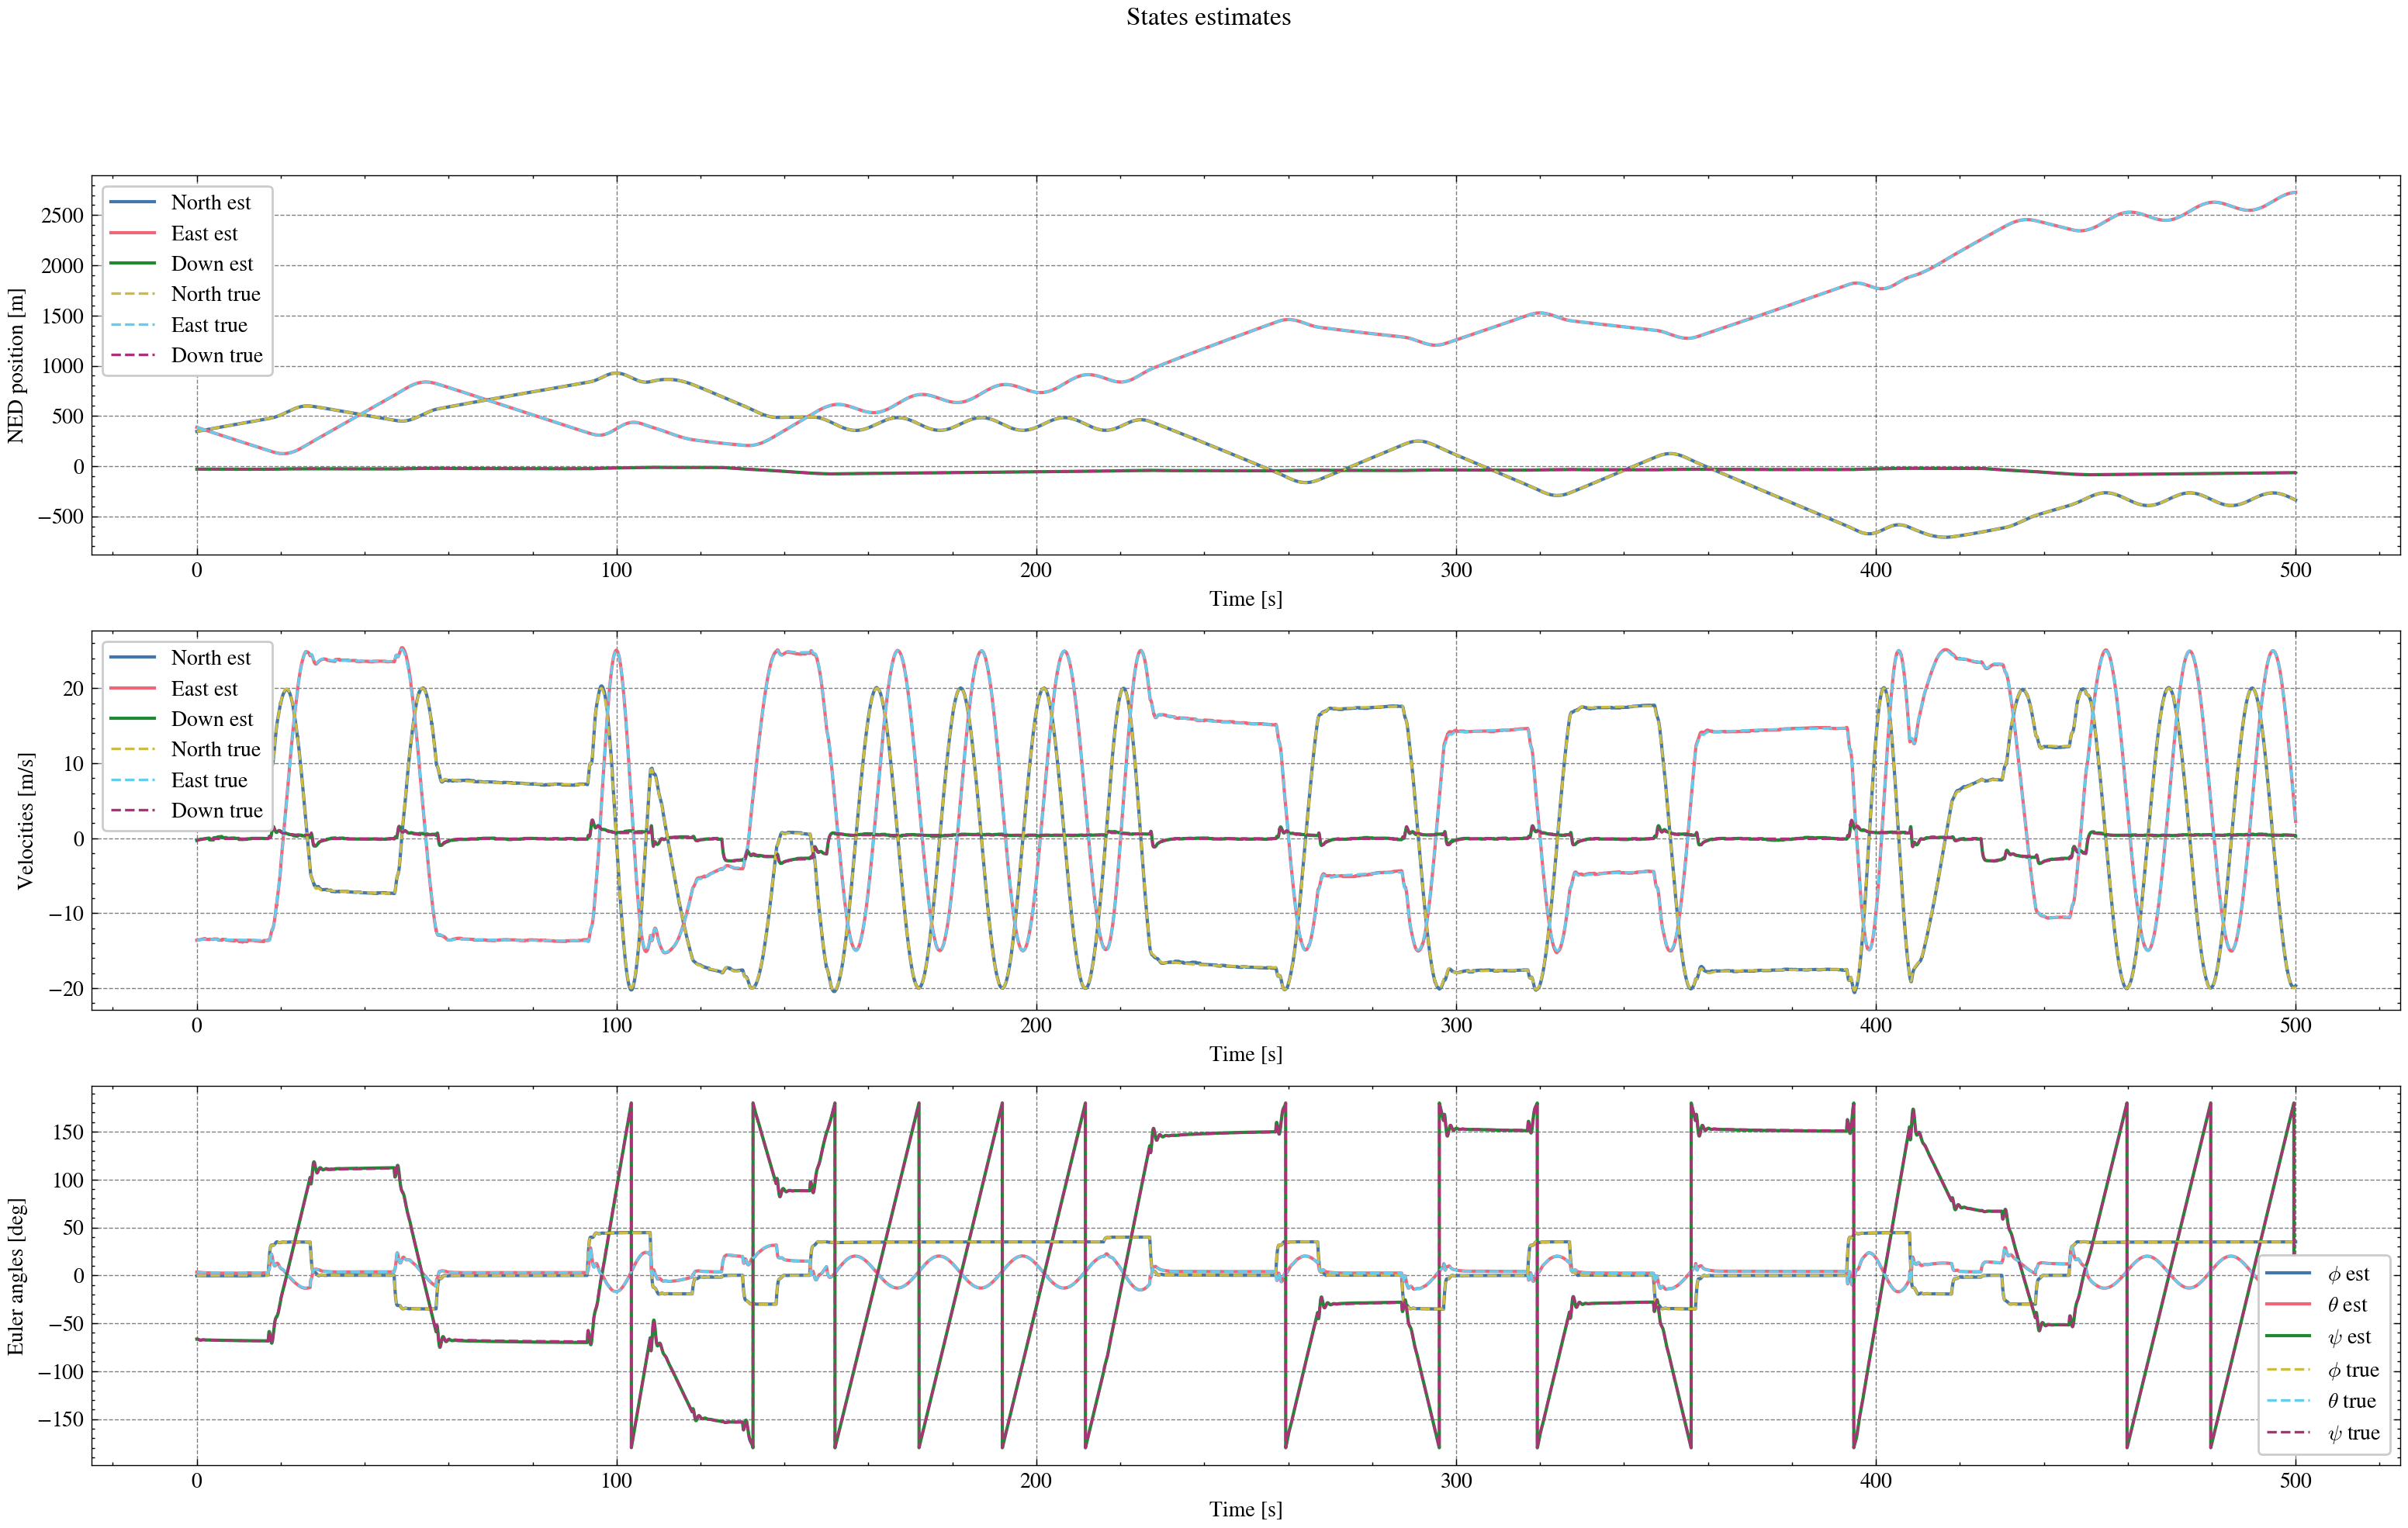 States estimates
North est
East est
Down est
North true
East true
Down true
2500
2000
1500
1000
500
0
−500
NED position [m]
0 100 200 300 400 500
Time [s]
North est
East est
Down est
North true
East true
Down true
20
10
0
−10
−20
Velocities [m/s]
0 100 200 300 400 500
Time [s]
150
100
50
0
−50
−100
−150
Euler angles [deg]
ϕ est
θ est
ψ est
ϕ true
θ true
ψ true
0 100 200 300 400 500
Time [s]